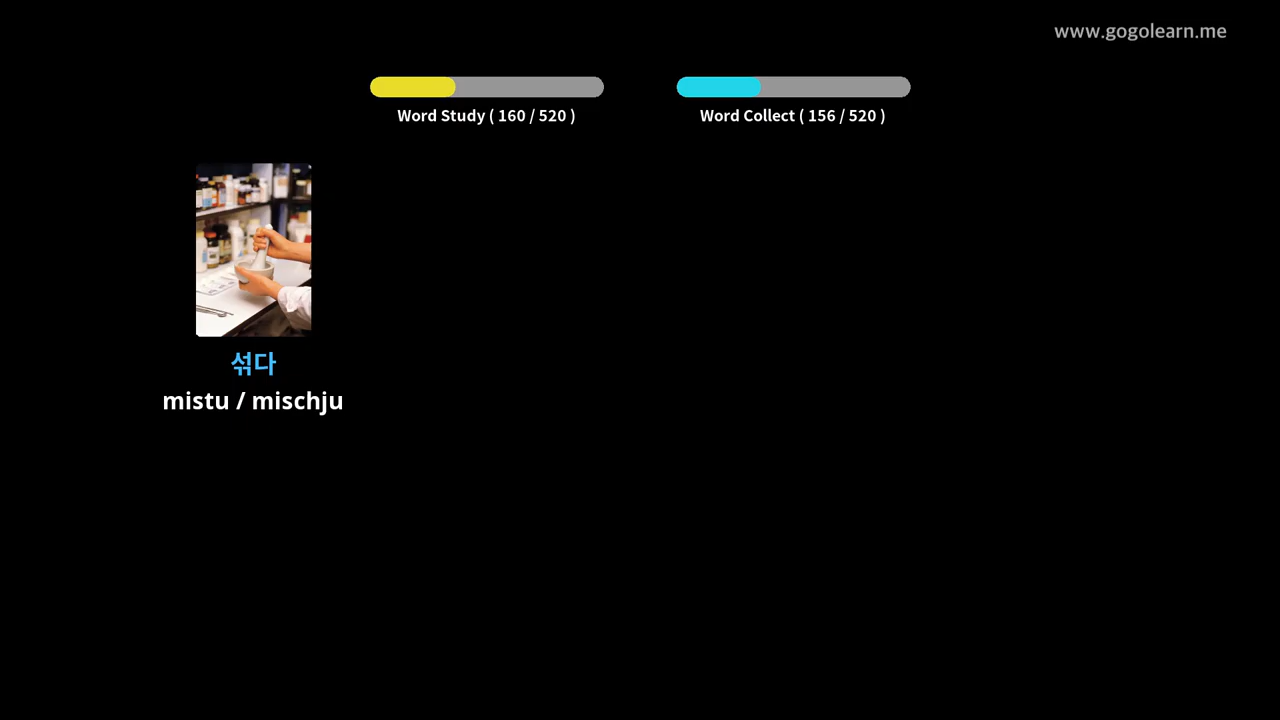 www.gogolearn.me
Word Study ( 160 / 520 )
Word Collect ( 156 / 520 )
섞다
mistu / mischju